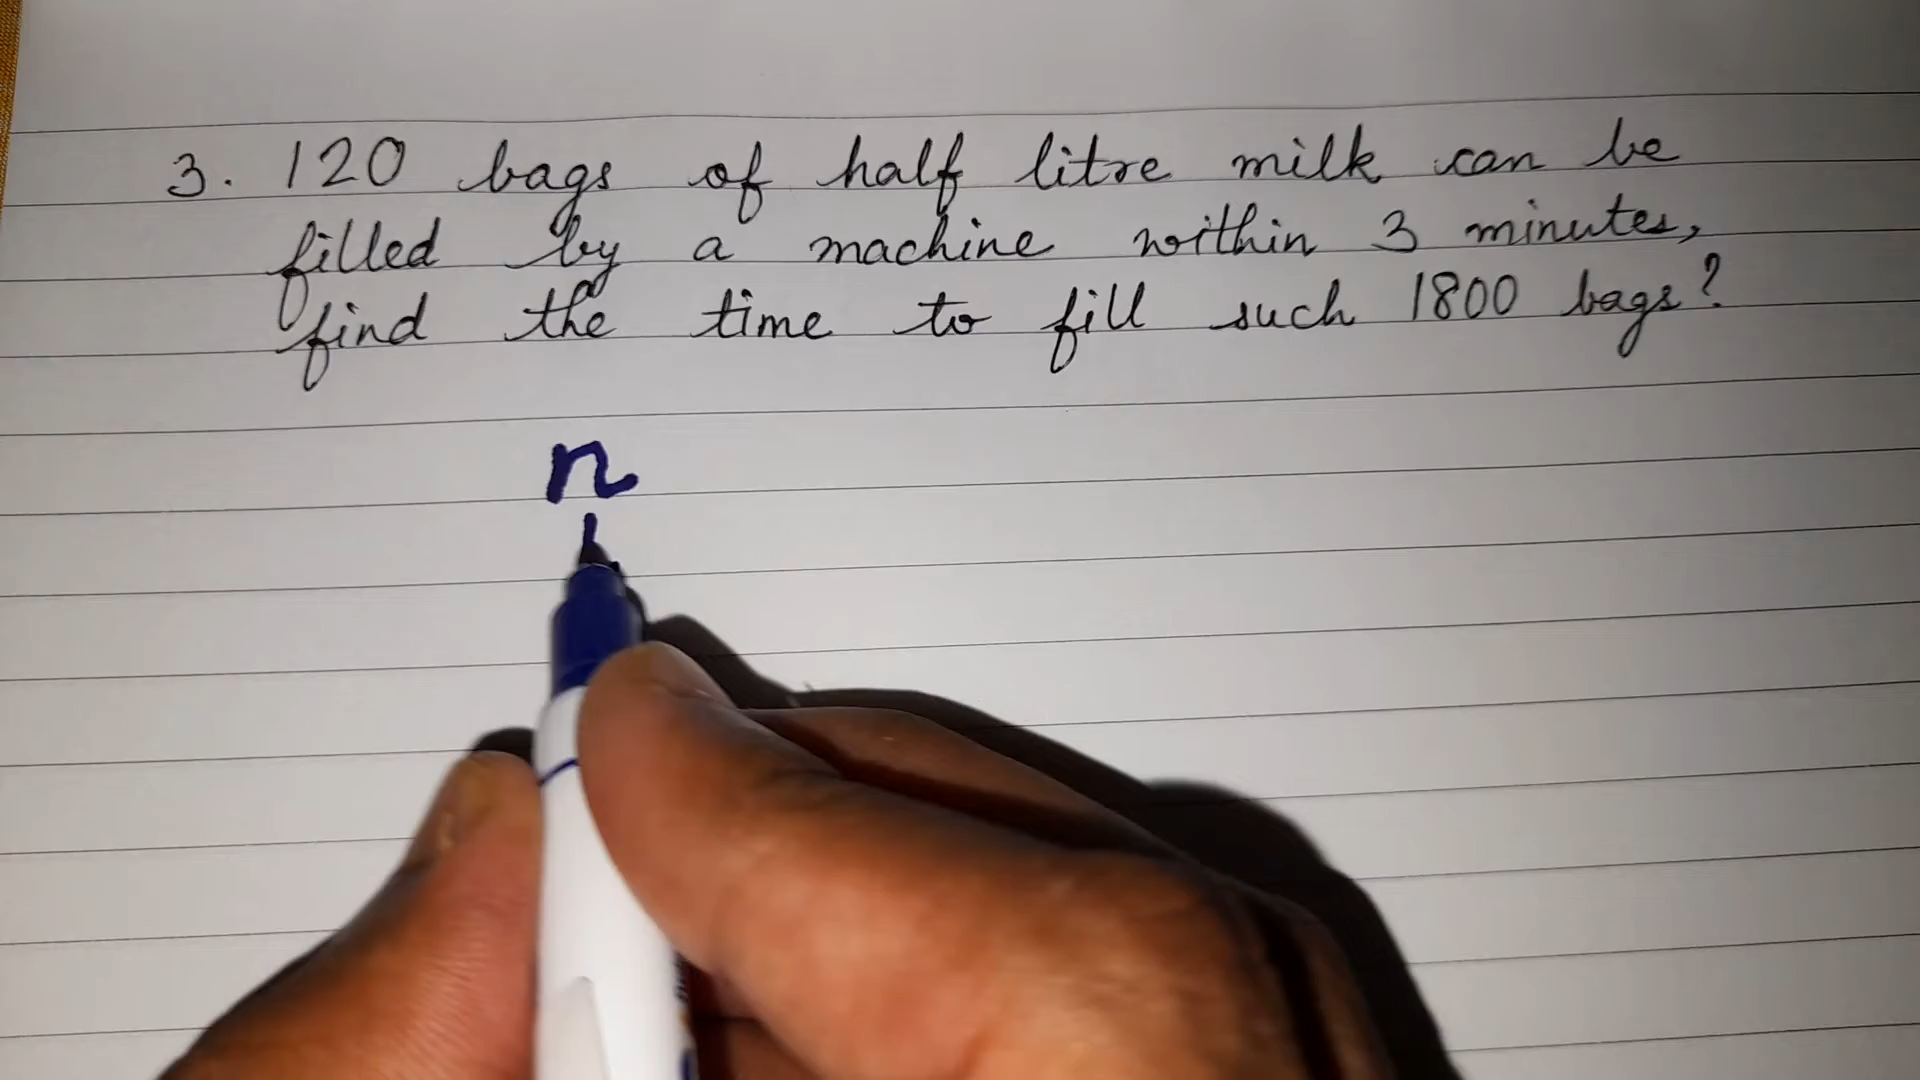 3. 120 bags of half litre milk can be
filled by a machine within 3 minutes,
find the time to fill such 1800 bags?
n